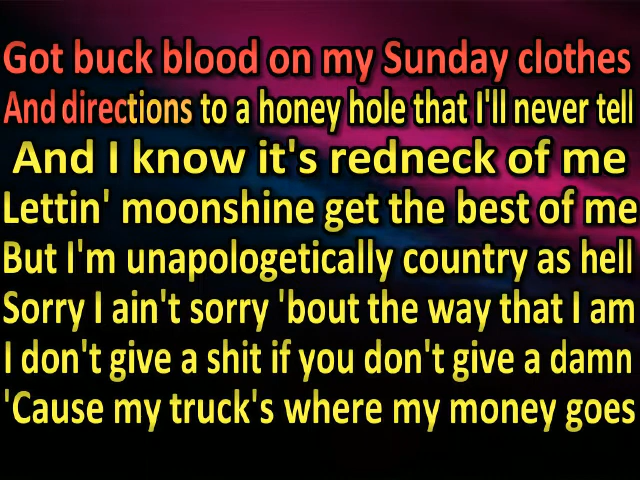 Got buck blood on my Sunday clothes
And directions to a honey hole that I'll never tell
And I know it's redneck of me
Lettin' moonshine get the best of me
But I'm unapologetically country as hell
Sorry I ain't sorry 'bout the way that I am
I don't give a shit if you don't give a damn
'Cause my truck's where my money goes